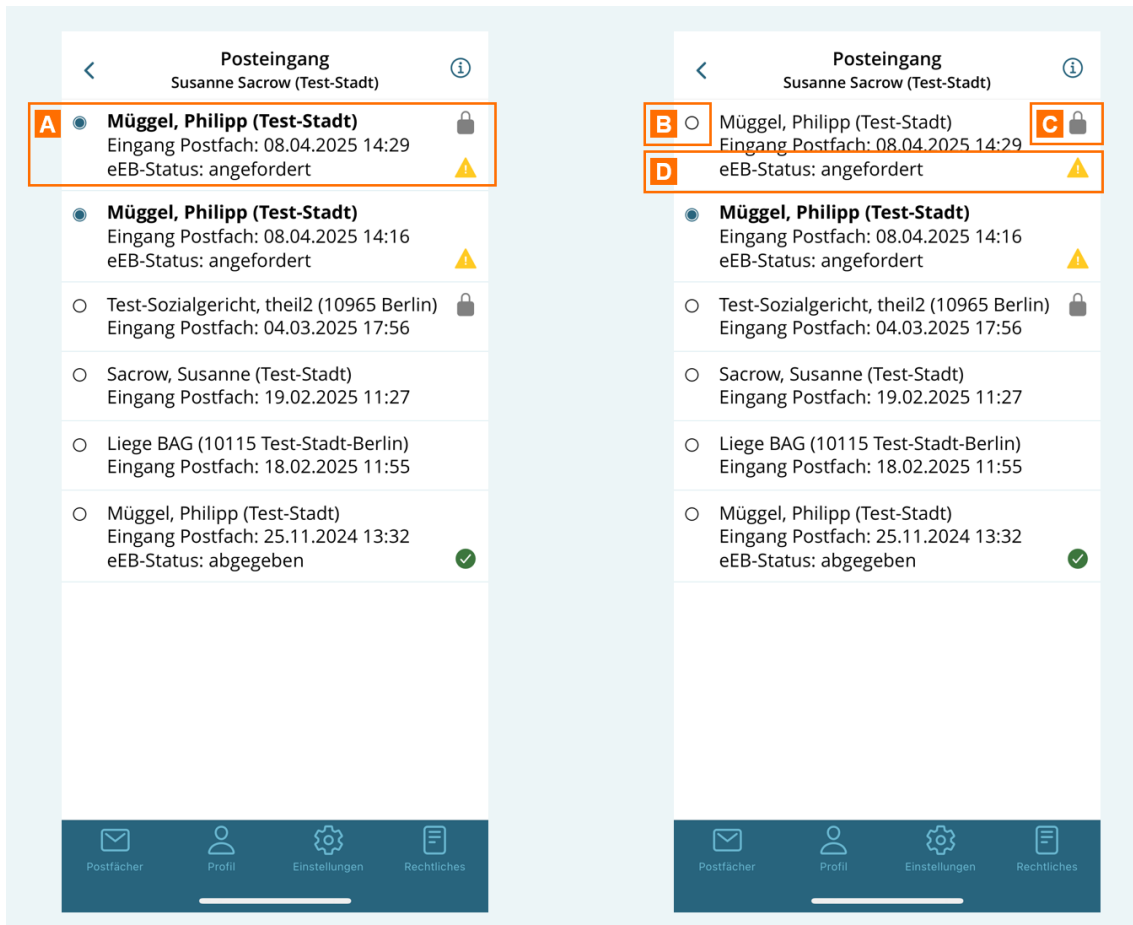 Posteingang
Susanne Sacrow (Test-Stadt)
A
Müggel, Philipp (Test-Stadt)
Eingang Postfach: 08.04.2025 14:29
eEB-Status: angefordert
Müggel, Philipp (Test-Stadt)
Eingang Postfach: 08.04.2025 14:16
eEB-Status: angefordert
Test-Sozialgericht, theil2 (10965 Berlin)
Eingang Postfach: 04.03.2025 17:56
Sacrow, Susanne (Test-Stadt)
Eingang Postfach: 19.02.2025 11:27
Liege BAG (10115 Test-Stadt-Berlin)
Eingang Postfach: 18.02.2025 11:55
Müggel, Philipp (Test-Stadt)
Eingang Postfach: 25.11.2024 13:32
eEB-Status: abgegeben
Postfächer Profil Einstellungen Rechtliches
Posteingang
Susanne Sacrow (Test-Stadt)
B Müggel, Philipp (Test-Stadt) C
Eingang Postfach: 08.04.2025 14:29
D eEB-Status: angefordert
Müggel, Philipp (Test-Stadt)
Eingang Postfach: 08.04.2025 14:16
eEB-Status: angefordert
Test-Sozialgericht, theil2 (10965 Berlin)
Eingang Postfach: 04.03.2025 17:56
Sacrow, Susanne (Test-Stadt)
Eingang Postfach: 19.02.2025 11:27
Liege BAG (10115 Test-Stadt-Berlin)
Eingang Postfach: 18.02.2025 11:55
Müggel, Philipp (Test-Stadt)
Eingang Postfach: 25.11.2024 13:32
eEB-Status: abgegeben
Postfächer Profil Einstellungen Rechtliches